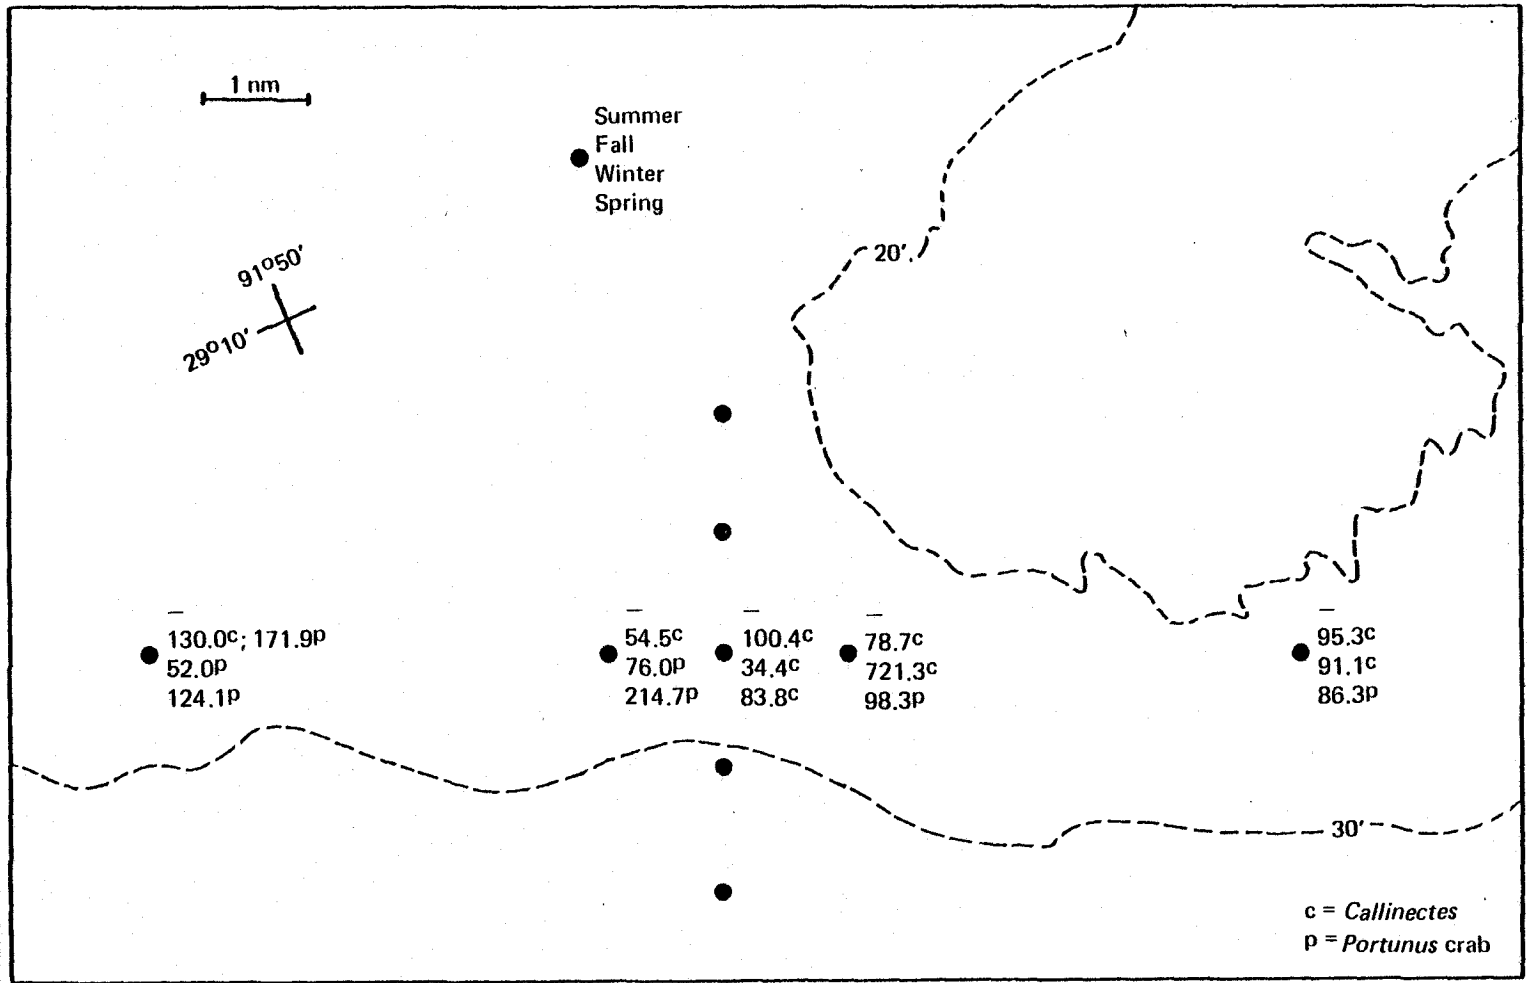 1 nm
Summer
Fall
Winter
Spring
91°50'
29°10'
20'
–
130.0c; 171.9p
52.0p
124.1p
–
54.5c
76.0p
214.7p
–
100.4c
34.4c
83.8c
–
78.7c
721.3c
98.3p
–
95.3c
91.1c
86.3p
30'
c = Callinectes
p = Portunus crab